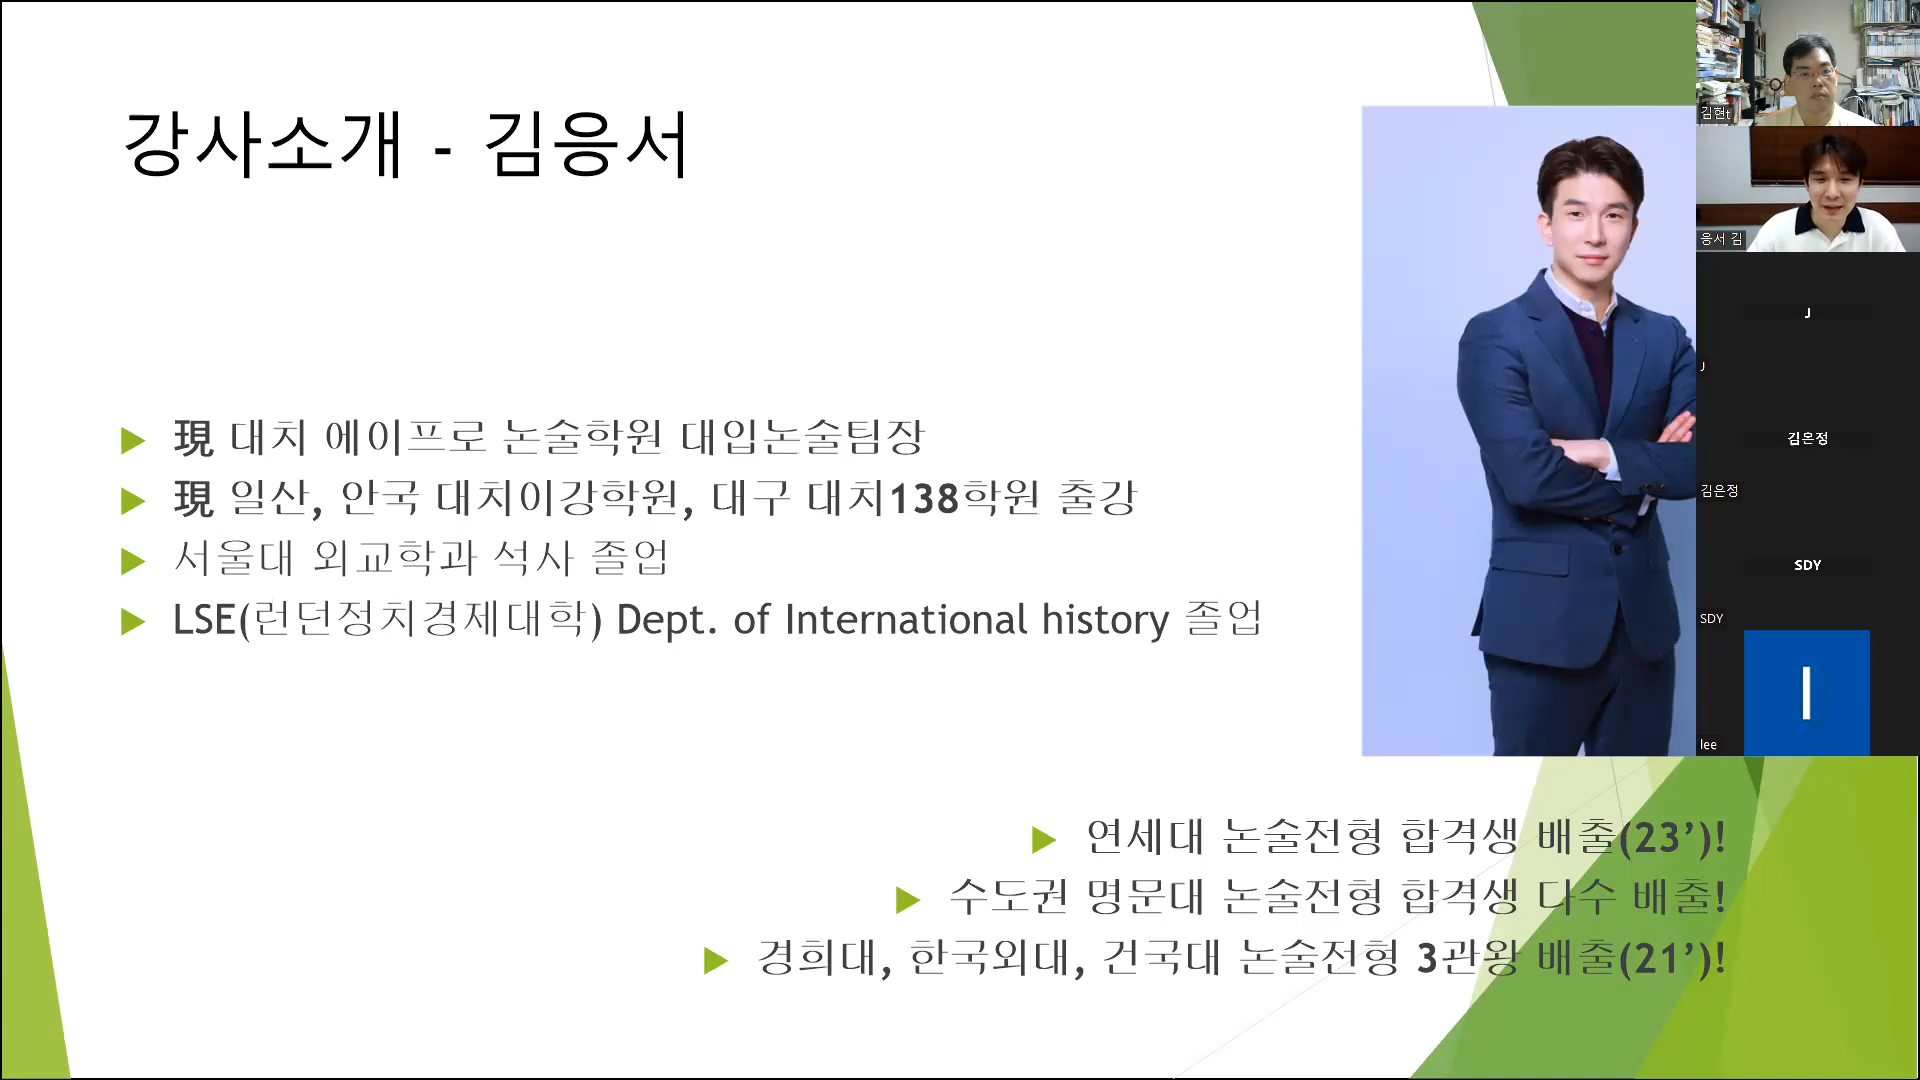 강사소개 - 김응서
現 대치 에이프로 논술학원 대입논술팀장
現 일산, 안국 대치이강학원, 대구 대치138학원 출강
서울대 외교학과 석사 졸업
LSE(런던정치경제대학) Dept. of International history 졸업
연세대 논술전형 합격생 배출(23’)!
수도권 명문대 논술전형 합격생 다수 배출!
경희대, 한국외대, 건국대 논술전형 3관왕 배출(21’)!
김현t
응서 김
J
J
김은정
김은정
SDY
SDY
l
lee